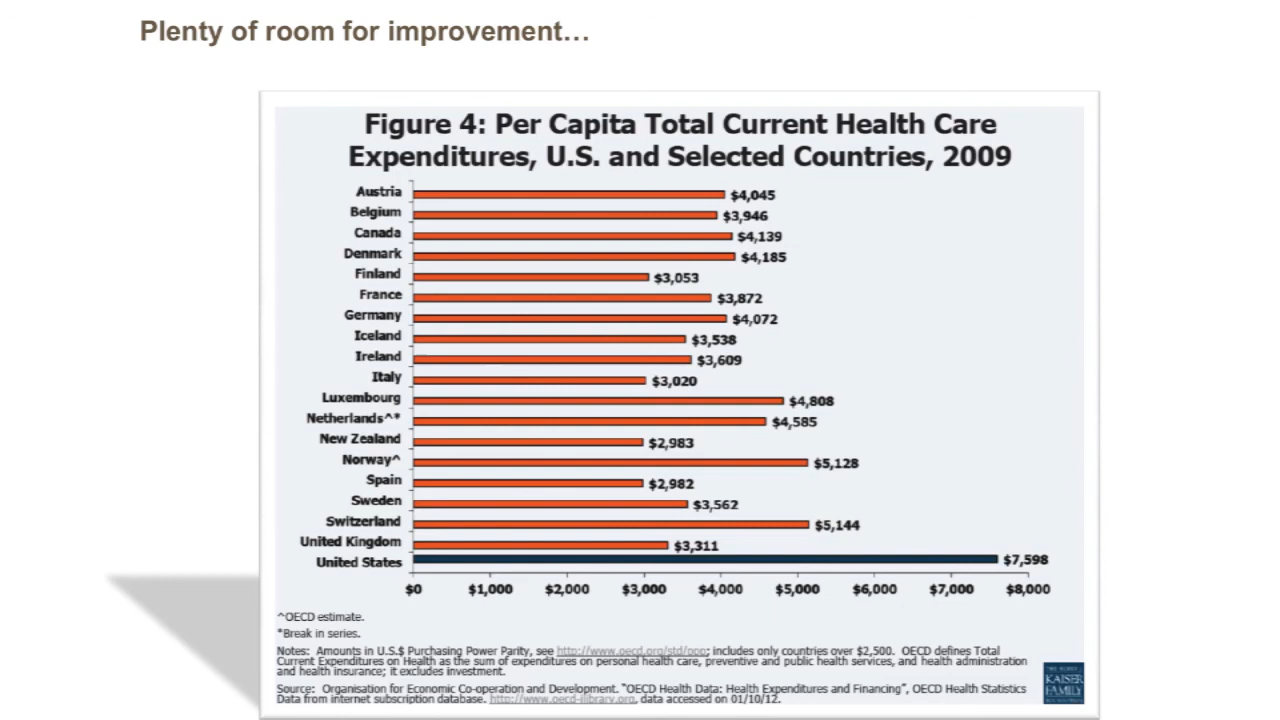 Plenty of room for improvement…
Figure 4: Per Capita Total Current Health Care
Expenditures, U.S. and Selected Countries, 2009
Austria $4,045
Belgium $3,946
Canada $4,139
Denmark $4,185
Finland $3,053
France $3,872
Germany $4,072
Iceland $3,538
Ireland $3,609
Italy $3,020
Luxembourg $4,808
Netherlands^* $4,585
New Zealand $2,983
Norway^ $5,128
Spain $2,982
Sweden $3,562
Switzerland $5,144
United Kingdom $3,311
United States $7,598
$0 $1,000 $2,000 $3,000 $4,000 $5,000 $6,000 $7,000 $8,000
^OECD estimate.
*Break in series.
Notes: Amounts in U.S.$ Purchasing Power Parity, see http://www.oecd.org/std/ppp; includes only countries over $2,500. OECD defines Total
Current Expenditures on Health as the sum of expenditures on personal health care, preventive and public health services, and health administration
and health insurance; it excludes investment.
Source: Organisation for Economic Co-operation and Development. "OECD Health Data: Health Expenditures and Financing", OECD Health Statistics
Data from internet subscription database. http://www.oecd-ilibrary.org, data accessed on 01/10/12.
KAISER
FAMILY